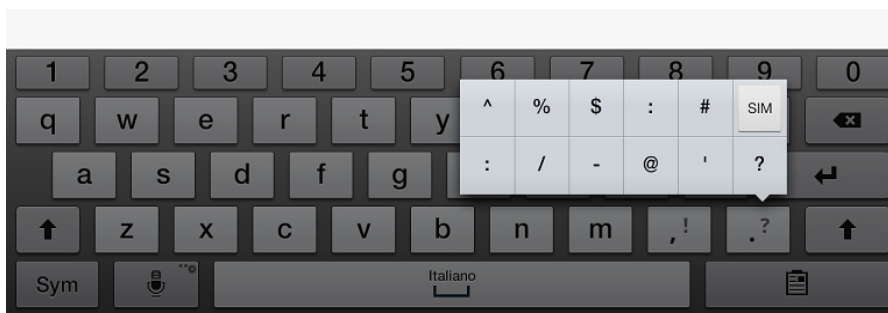 1 2 3 4 5 6 7 8 9 0
^ % $ : # SIM
q w e r t y
: / - @ ' ?
a s d f g
z x c v b n m , ! . ?
Sym Italiano